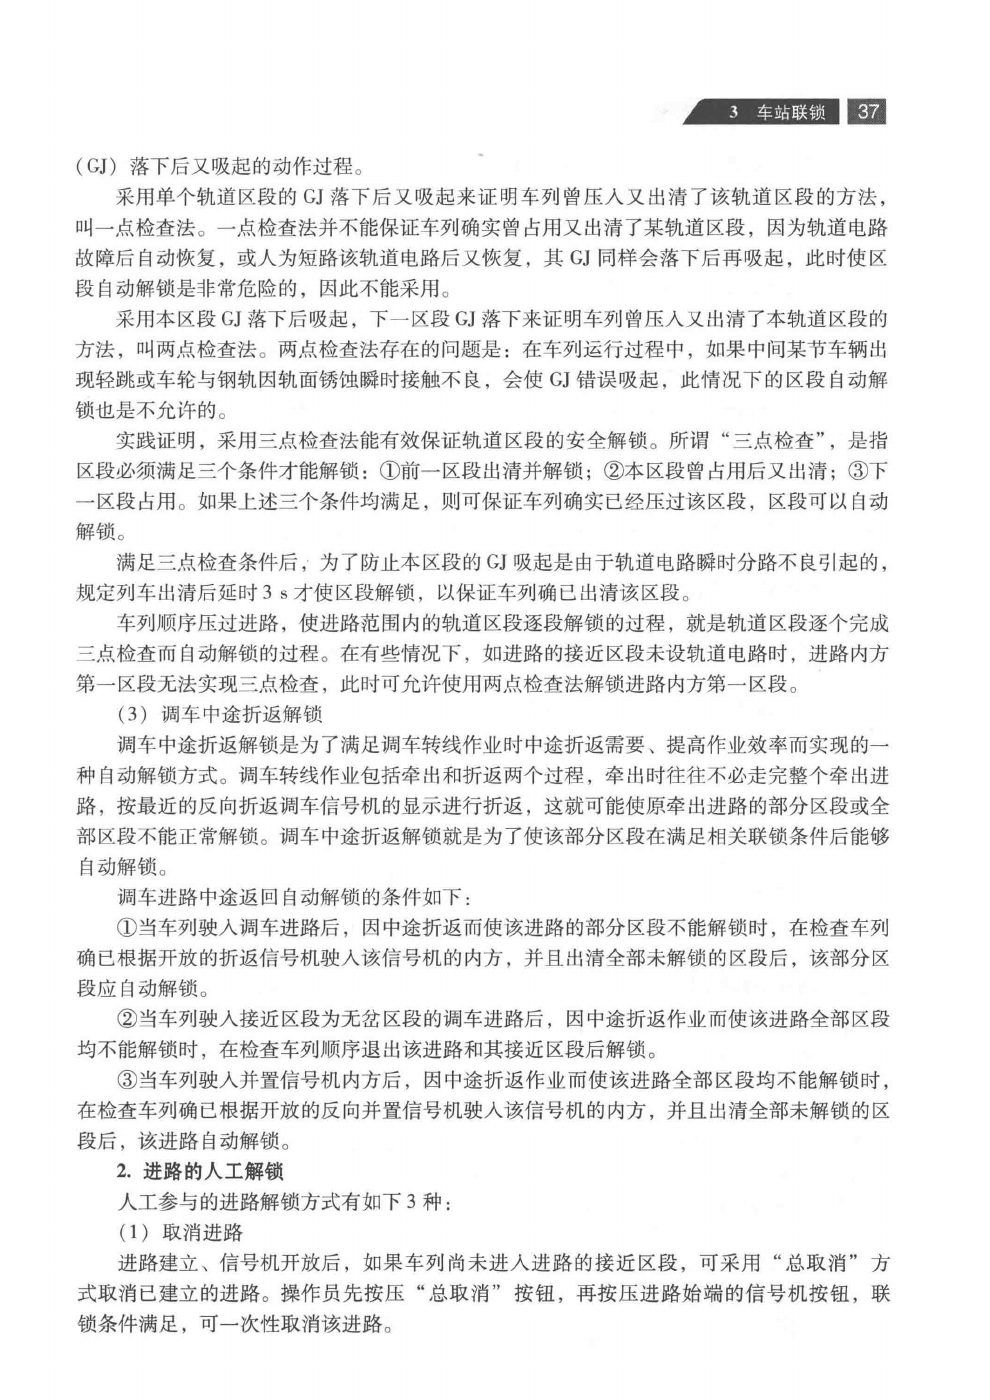 3 车站联锁 37
(GJ）落下后又吸起的动作过程。
采用单个轨道区段的 GJ 落下后又吸起来证明车列曾压入又出清了该轨道区段的方法，
叫一点检查法。一点检查法并不能保证车列确实曾占用又出清了某轨道区段，因为轨道电路
故障后自动恢复，或人为短路该轨道电路后又恢复，其 GJ 同样会落下后再吸起，此时使区
段自动解锁是非常危险的，因此不能采用。
采用本区段 GJ 落下后吸起，下一区段 GJ 落下来证明车列曾压入又出清了本轨道区段的
方法，叫两点检查法。两点检查法存在的问题是：在车列运行过程中，如果中间某节车辆出
现轻跳或车轮与钢轨因轨面锈蚀瞬时接触不良，会使 GJ 错误吸起，此情况下的区段自动解
锁也是不允许的。
实践证明，采用三点检查法能有效保证轨道区段的安全解锁。所谓“三点检查”，是指
区段必须满足三个条件才能解锁：①前一区段出清并解锁；②本区段曾占用后又出清；③下
一区段占用。如果上述三个条件均满足，则可保证车列确实已经压过该区段，区段可以自动
解锁。
满足三点检查条件后，为了防止本区段的 GJ 吸起是由于轨道电路瞬时分路不良引起的，
规定列车出清后延时 3 s 才使区段解锁，以保证车列确已出清该区段。
车列顺序压过进路，使进路范围内的轨道区段逐段解锁的过程，就是轨道区段逐个完成
三点检查而自动解锁的过程。在有些情况下，如进路的接近区段未设轨道电路时，进路内方
第一区段无法实现三点检查，此时可允许使用两点检查法解锁进路内方第一区段。
（3）调车中途折返解锁
调车中途折返解锁是为了满足调车转线作业时中途折返需要、提高作业效率而实现的一
种自动解锁方式。调车转线作业包括牵出和折返两个过程，牵出时往往不必走完整个牵出进
路，按最近的反向折返调车信号机的显示进行折返，这就可能使原牵出进路的部分区段或全
部区段不能正常解锁。调车中途折返解锁就是为了使该部分区段在满足相关联锁条件后能够
自动解锁。
调车进路中途返回自动解锁的条件如下：
①当车列驶入调车进路后，因中途折返而使该进路的部分区段不能解锁时，在检查车列
确已根据开放的折返信号机驶入该信号机的内方，并且出清全部未解锁的区段后，该部分区
段应自动解锁。
②当车列驶入接近区段为无岔区段的调车进路后，因中途折返作业而使该进路全部区段
均不能解锁时，在检查车列顺序退出该进路和其接近区段后解锁。
③当车列驶入并置信号机内方后，因中途折返作业而使该进路全部区段均不能解锁时，
在检查车列确已根据开放的反向并置信号机驶入该信号机的内方，并且出清全部未解锁的区
段后，该进路自动解锁。
2. 进路的人工解锁
人工参与的进路解锁方式有如下 3 种：
（1）取消进路
进路建立、信号机开放后，如果车列尚未进入进路的接近区段，可采用“总取消”方
式取消已建立的进路。操作员先按压“总取消”按钮，再按压进路始端的信号机按钮，联
锁条件满足，可一次性取消该进路。